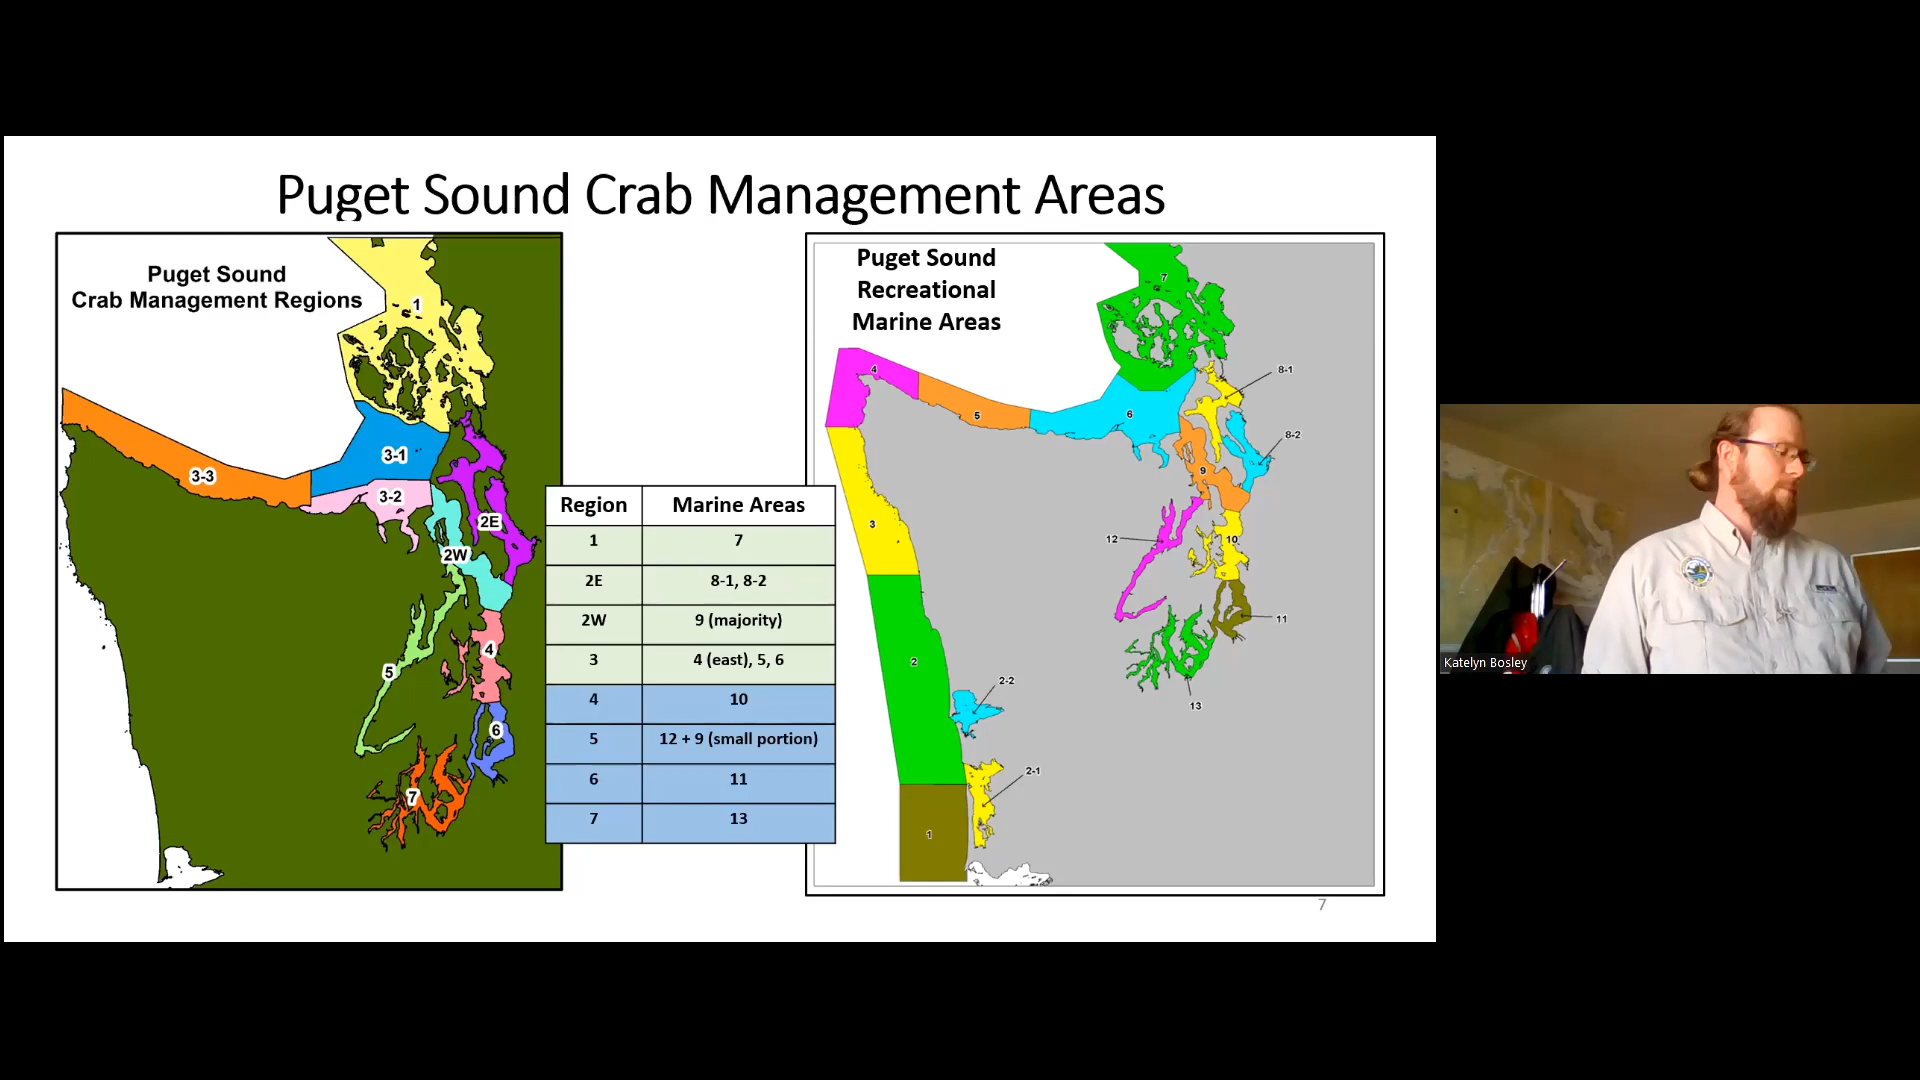 Puget Sound Crab Management Areas
Puget Sound
Crab Management Regions
1
3-3
3-1
3-2
2E
2W
5
4
6
7
Region Marine Areas
1 7
2E 8-1, 8-2
2W 9 (majority)
3 4 (east), 5, 6
4 10
5 12 + 9 (small portion)
6 11
7 13
Puget Sound
Recreational
Marine Areas
7
4
5
6
8-1
8-2
9
3
12
10
11
2
2-2
13
2-1
1
7
Katelyn Bosley